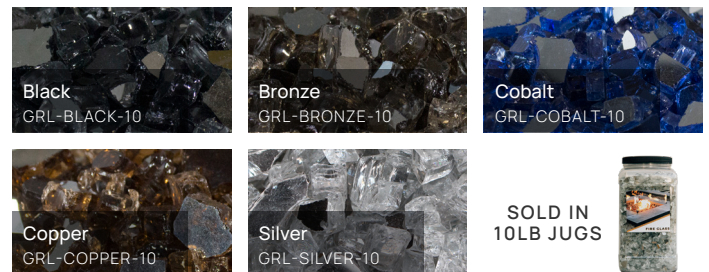 Black
GRL-BLACK-10
Bronze
GRL-BRONZE-10
Cobalt
GRL-COBALT-10
Copper
GRL-COPPER-10
Silver
GRL-SILVER-10
SOLD IN
10LB JUGS
FIRE GLASS